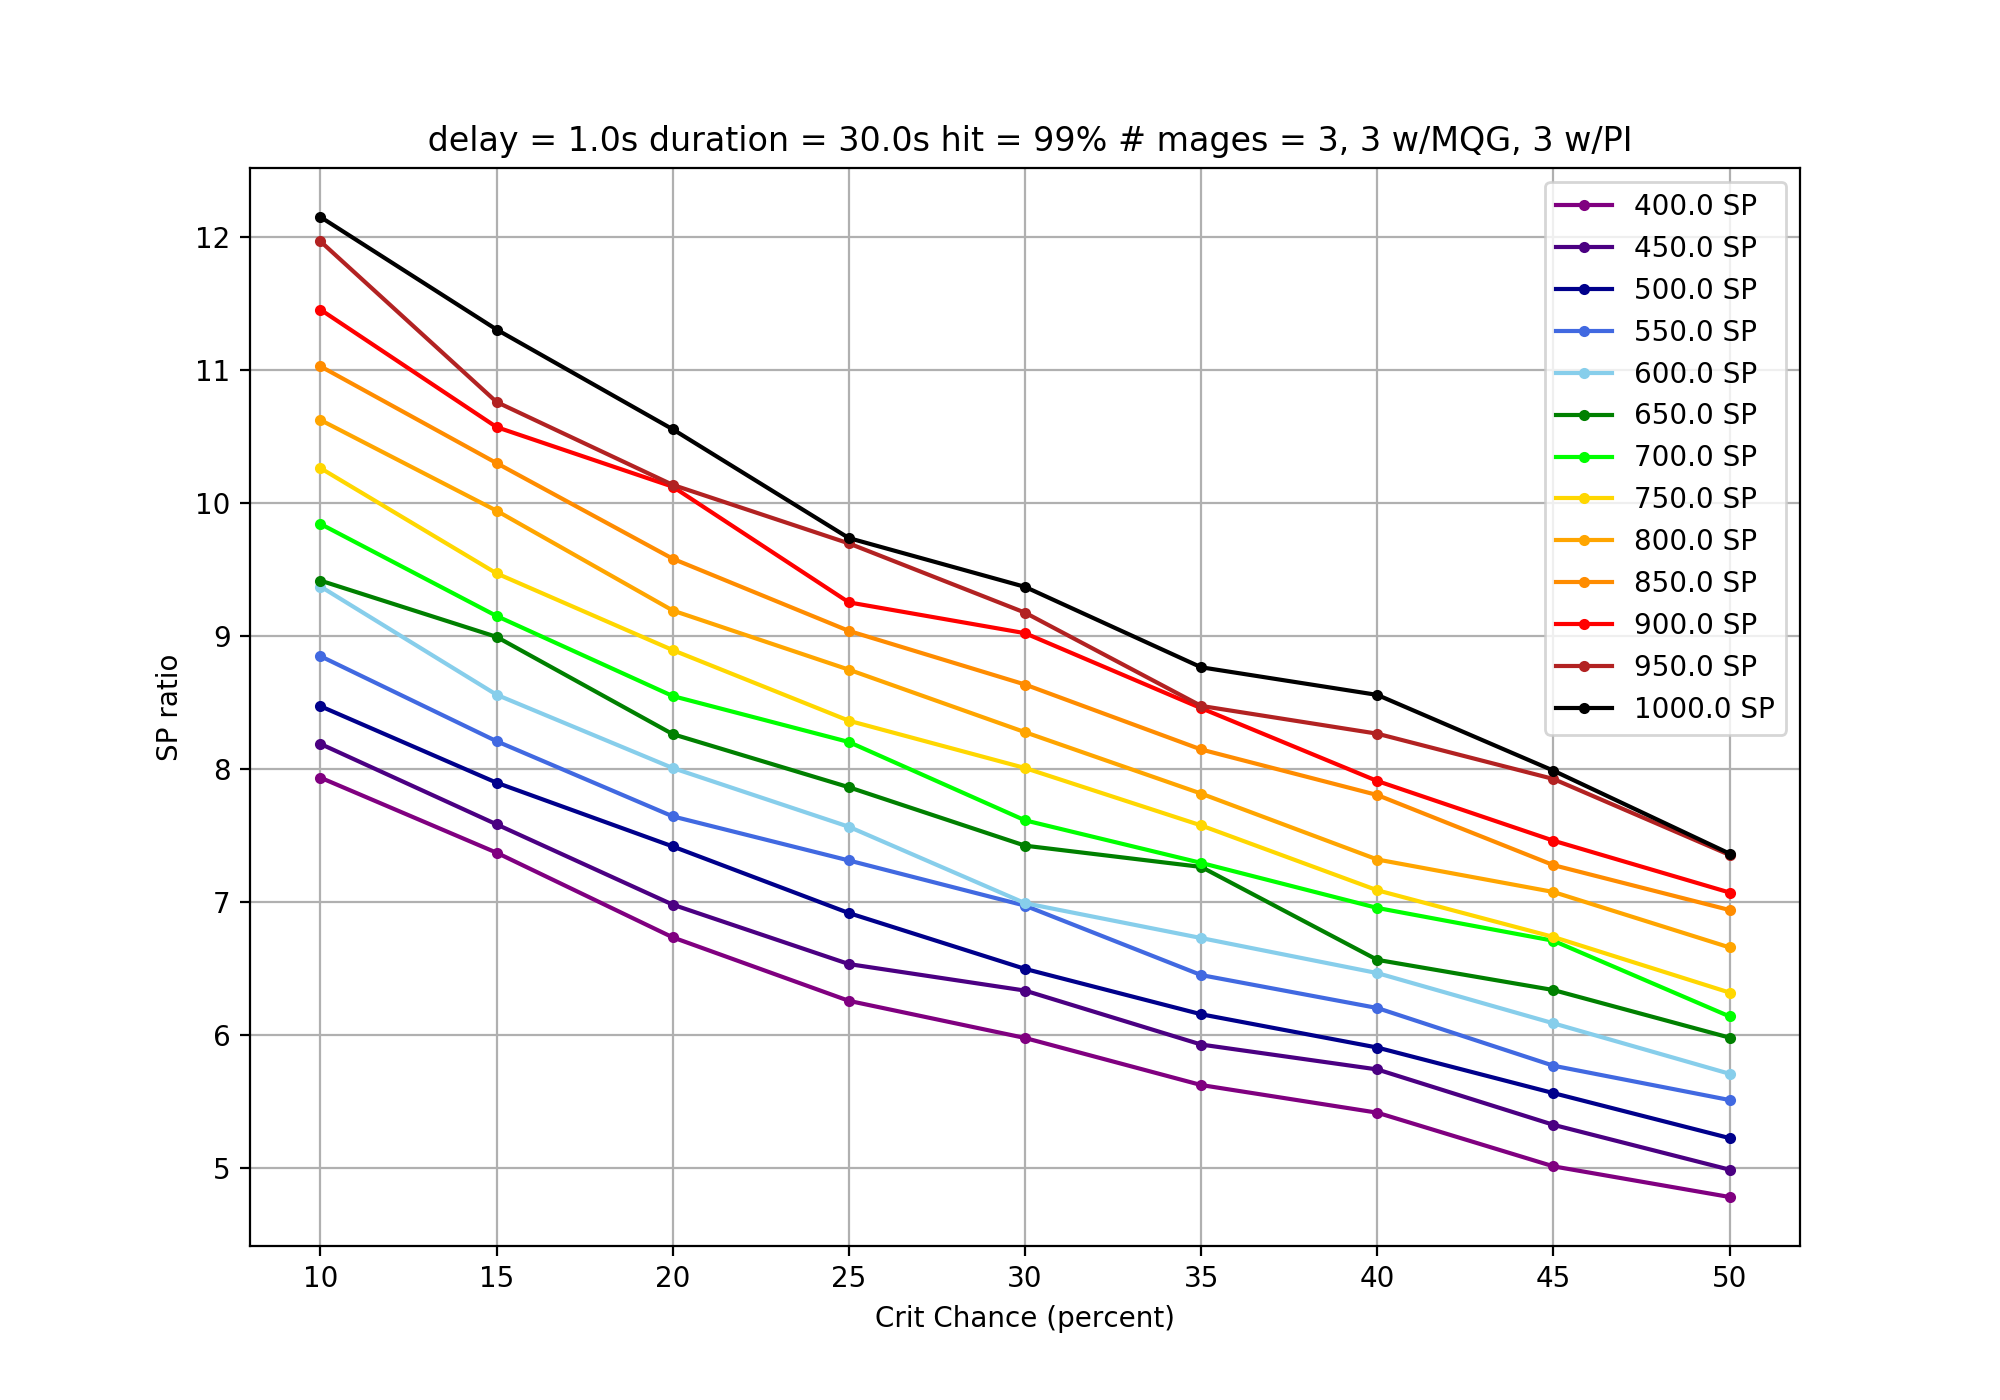 delay = 1.0s duration = 30.0s hit = 99% # mages = 3, 3 w/MQG, 3 w/PI
400.0 SP
450.0 SP
500.0 SP
550.0 SP
600.0 SP
650.0 SP
700.0 SP
750.0 SP
800.0 SP
850.0 SP
900.0 SP
950.0 SP
1000.0 SP
12
11
10
9
8
7
6
5
SP ratio
10 15 20 25 30 35 40 45 50
Crit Chance (percent)